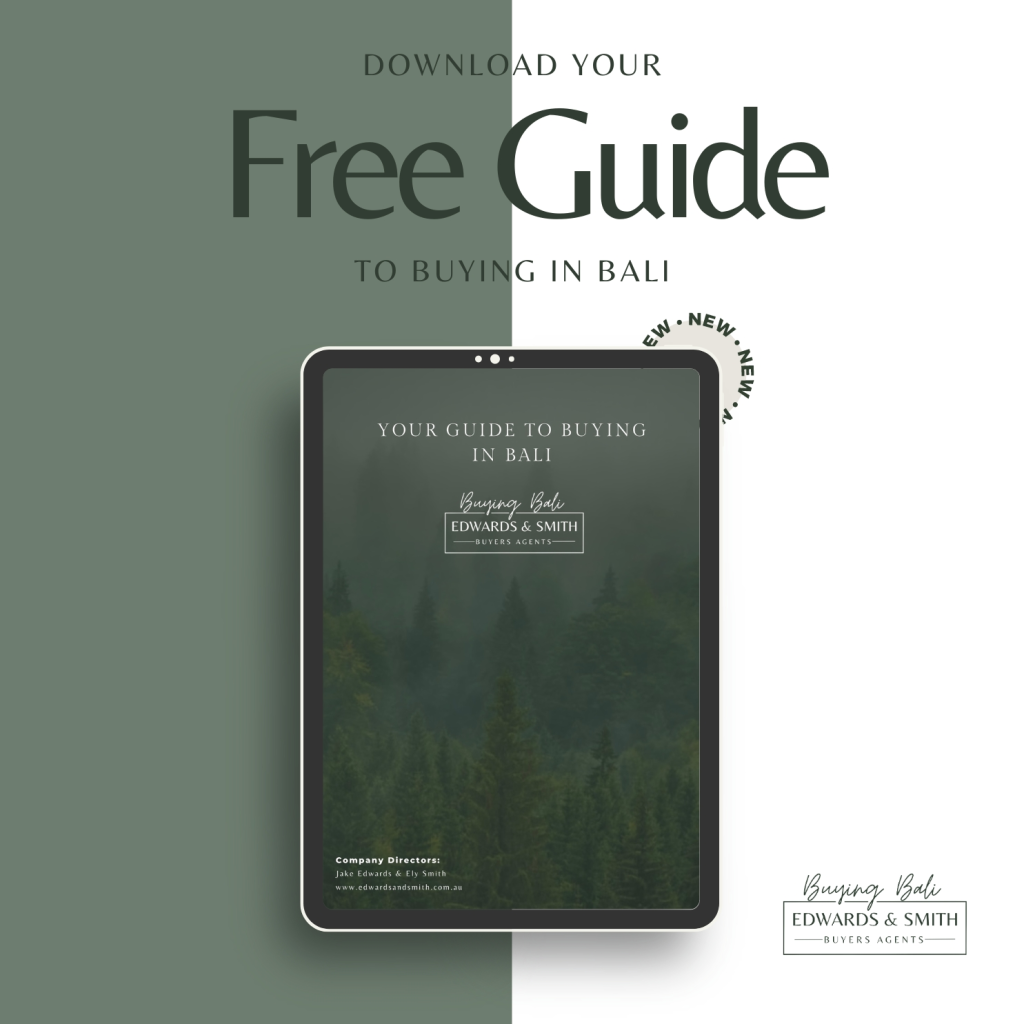 DOWNLOAD YOUR
Free Guide
TO BUYING IN BALI
EW • NEW • NEW •
YOUR GUIDE TO BUYING
IN BALI
Buying Bali
EDWARDS & SMITH
BUYERS AGENTS
Company Directors:
Jake Edwards & Ely Smith
www.edwardsandsmith.com.au
Buying Bali
EDWARDS & SMITH
BUYERS AGENTS